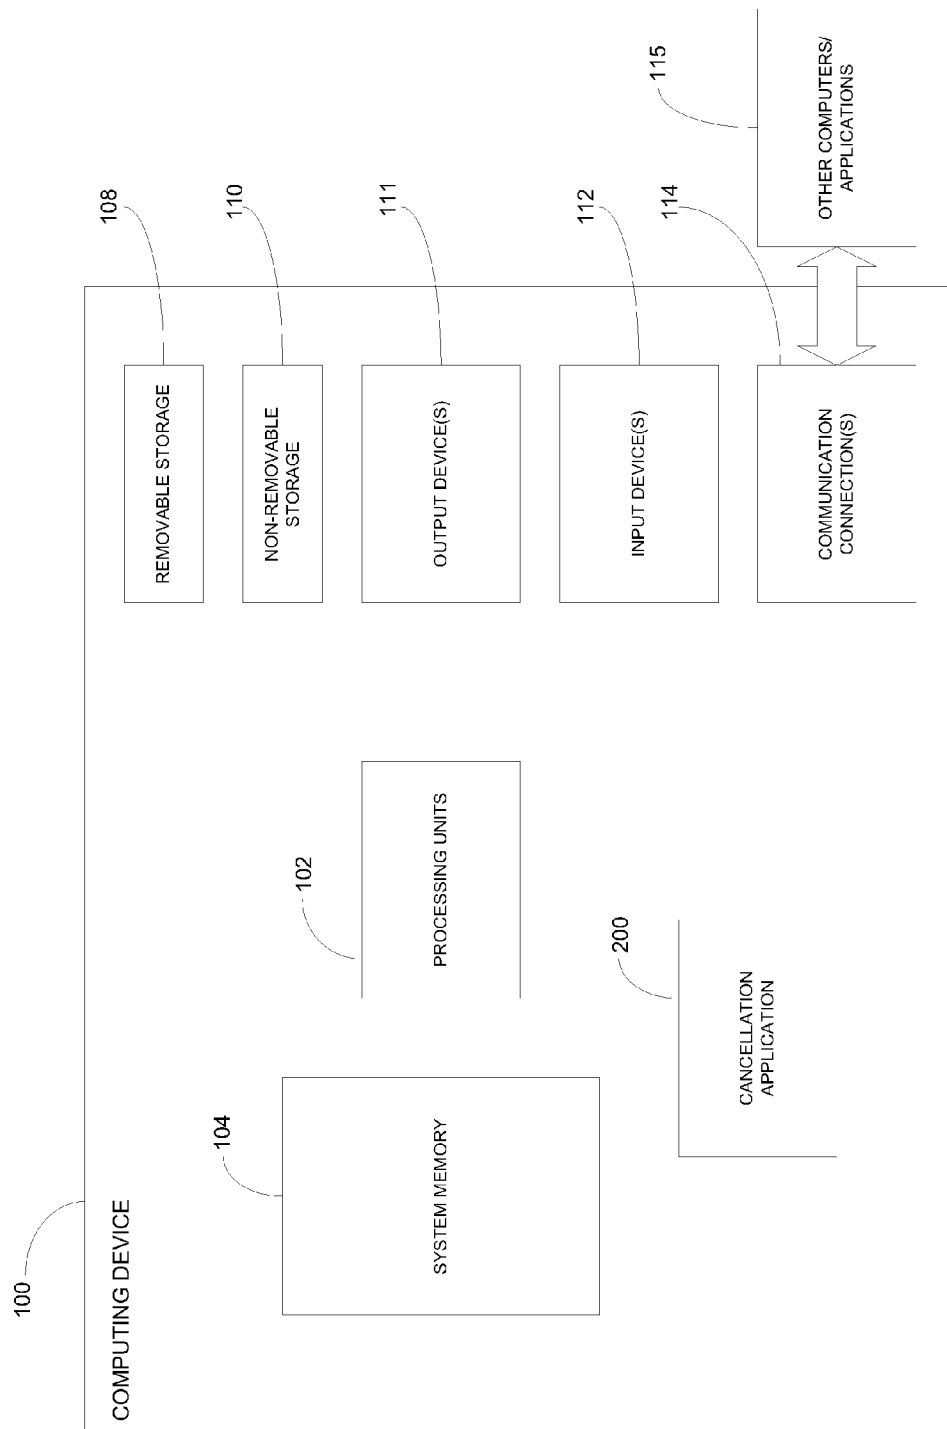 100
COMPUTING DEVICE
104
SYSTEM MEMORY
102
PROCESSING UNITS
200
CANCELLATION
APPLICATION
108
REMOVABLE STORAGE
110
NON-REMOVABLE
STORAGE
111
OUTPUT DEVICE(S)
112
INPUT DEVICE(S)
114
COMMUNICATION
CONNECTION(S)
115
OTHER COMPUTERS/
APPLICATIONS